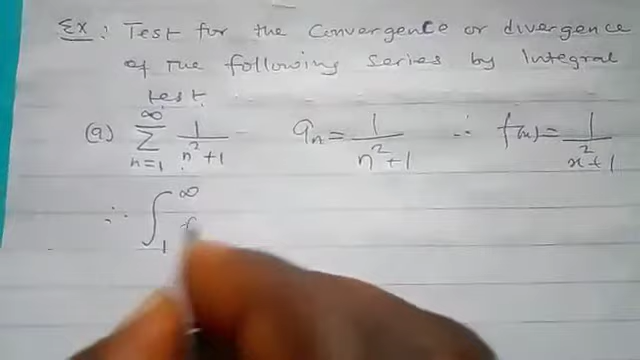 Ex: Test for the Convergence or divergence
of the following series by Integral
test.
(a) ∞∑n=1 1/(n²+1) aₙ = 1/(n²+1) ∴ f(x) = 1/(x²+1)
∴ ∫₁^∞ f